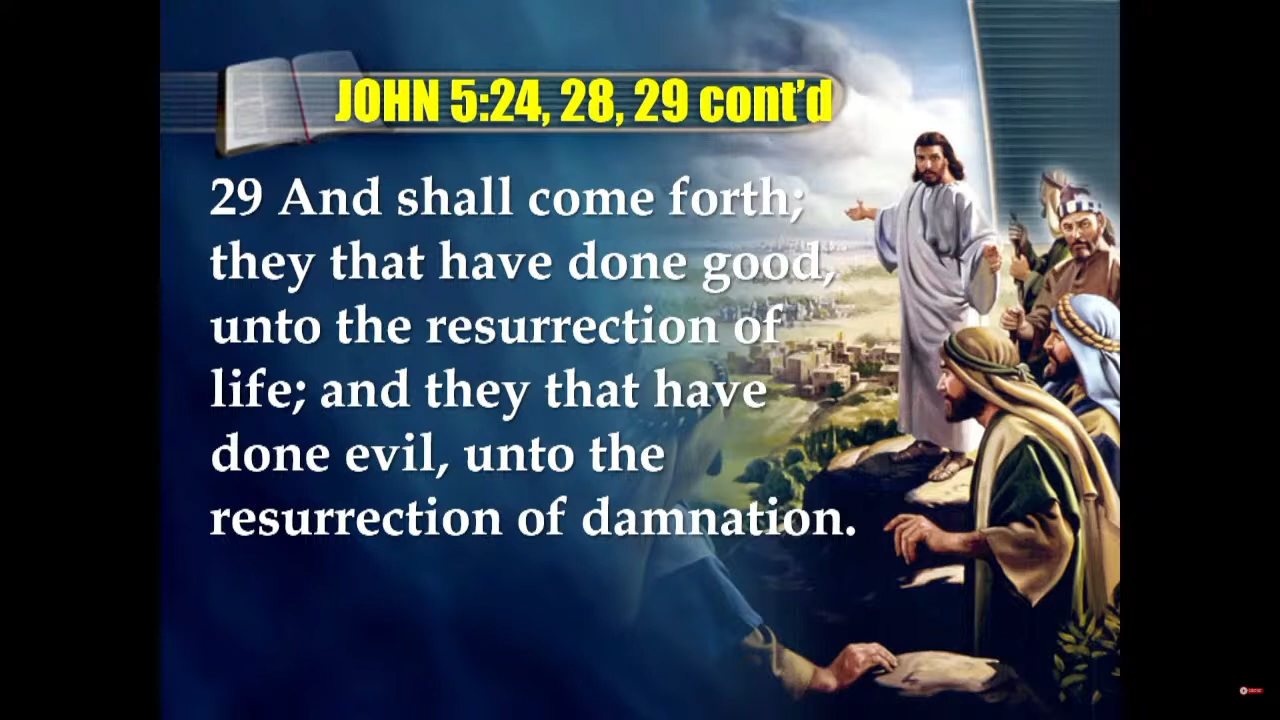 JOHN 5:24, 28, 29 cont’d
29 And shall come forth;
they that have done good,
unto the resurrection of
life; and they that have
done evil, unto the
resurrection of damnation.